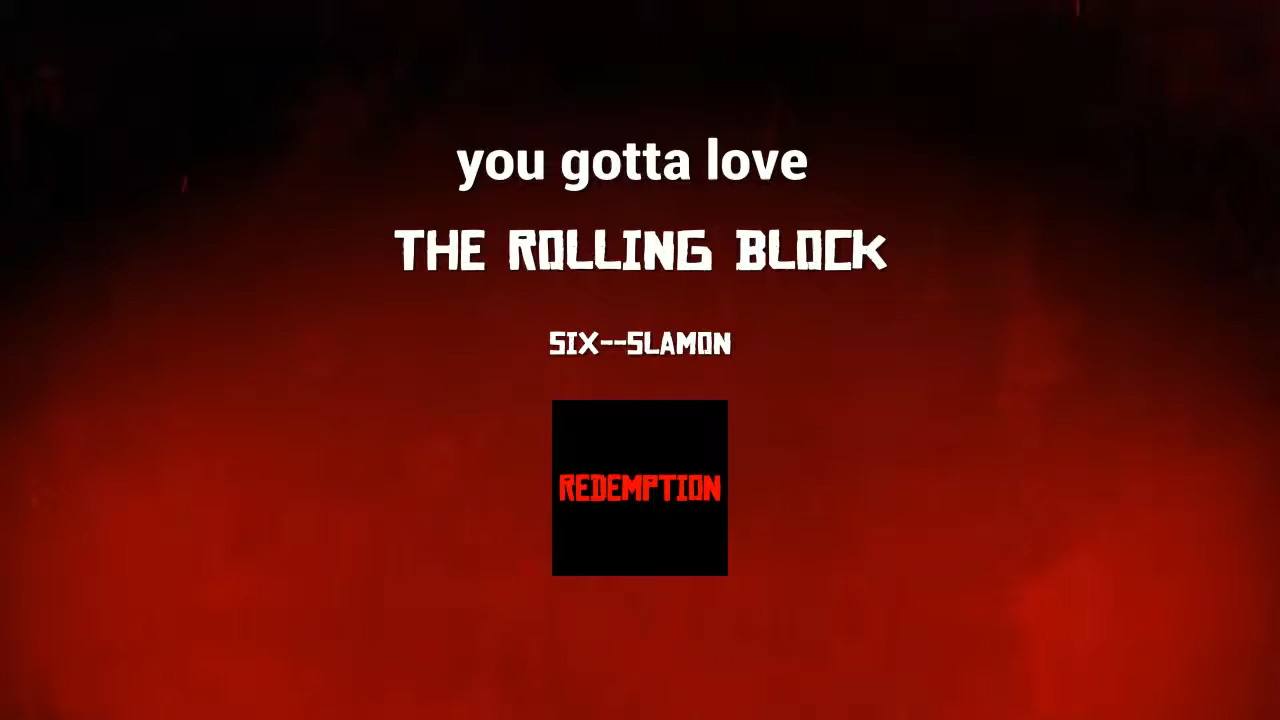 you gotta love
THE ROLLING BLOCK
SIX--SLAMON
REDEMPTION